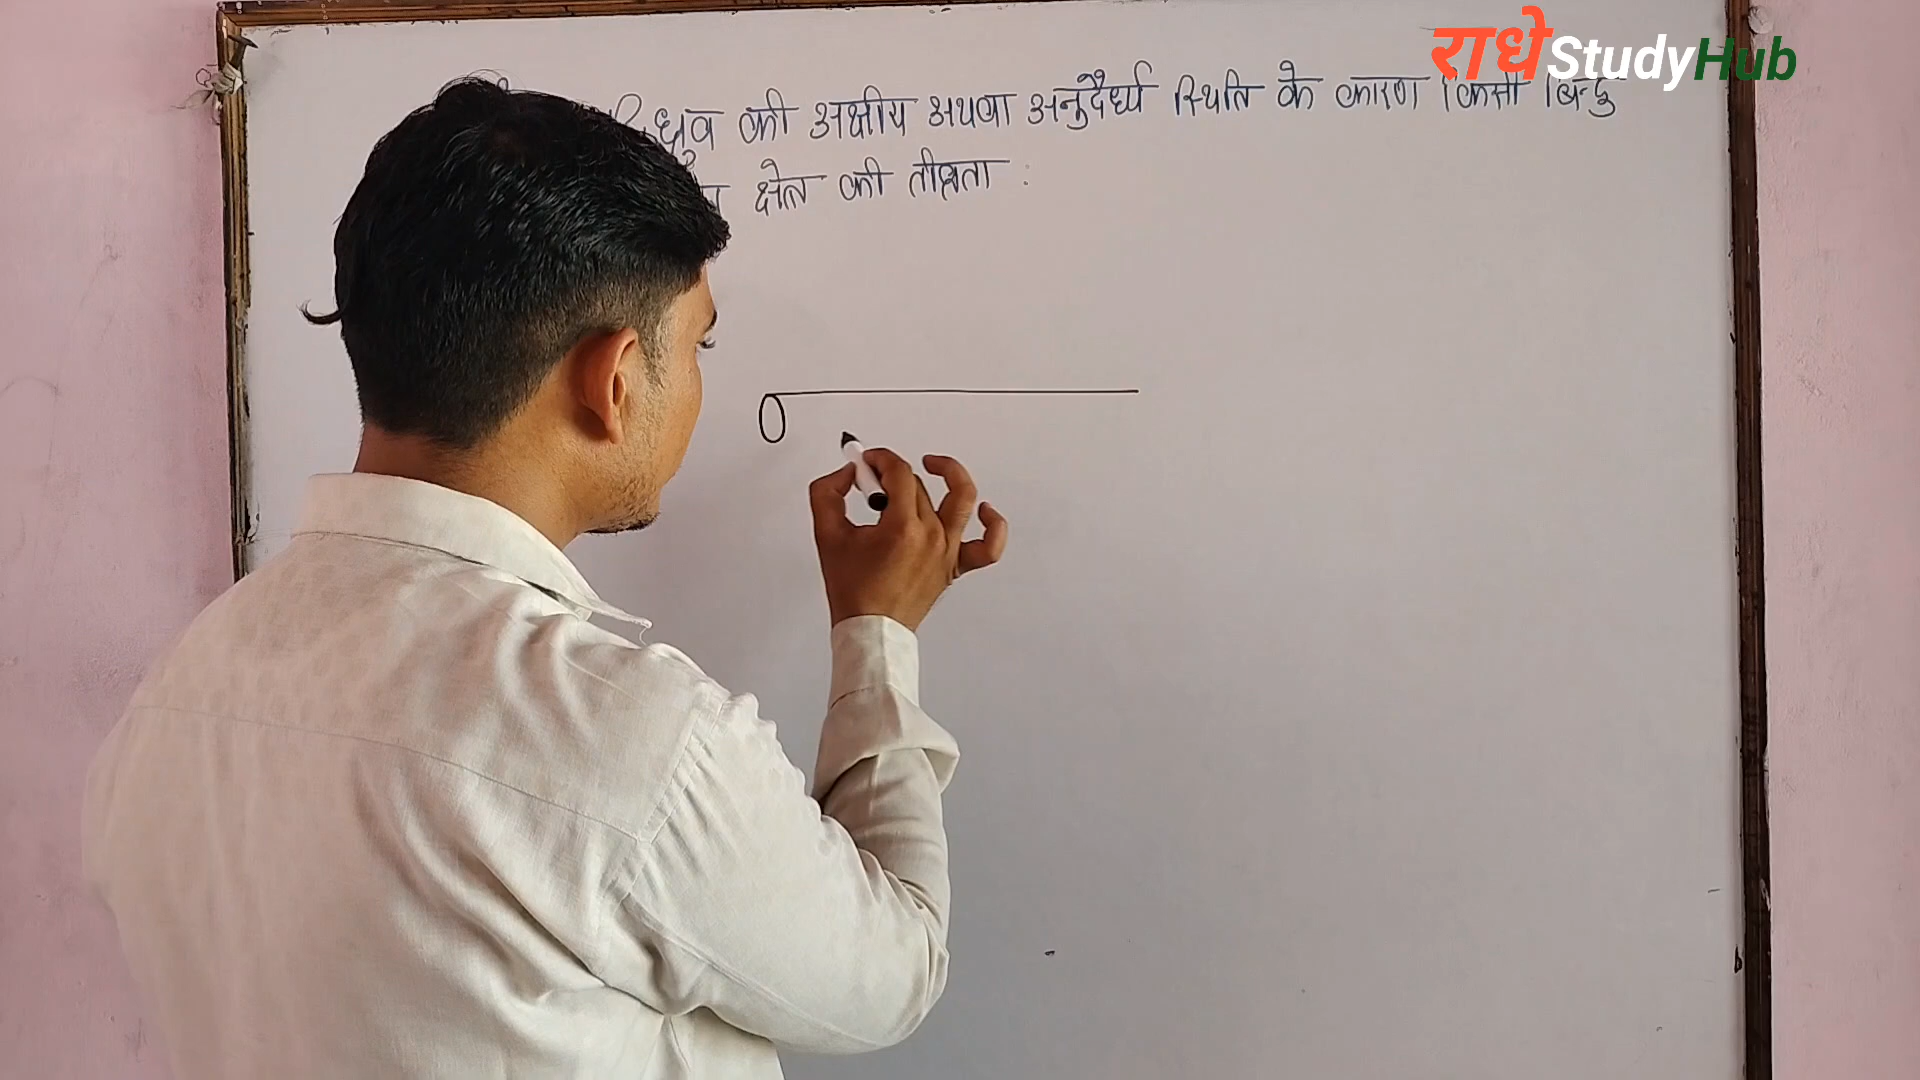 राधे StudyHub
द्विध्रुव की अक्षीय अथवा अनुदैर्ध्य स्थिति के कारण किसी बिन्दु
क्षेत्र की तीव्रता :